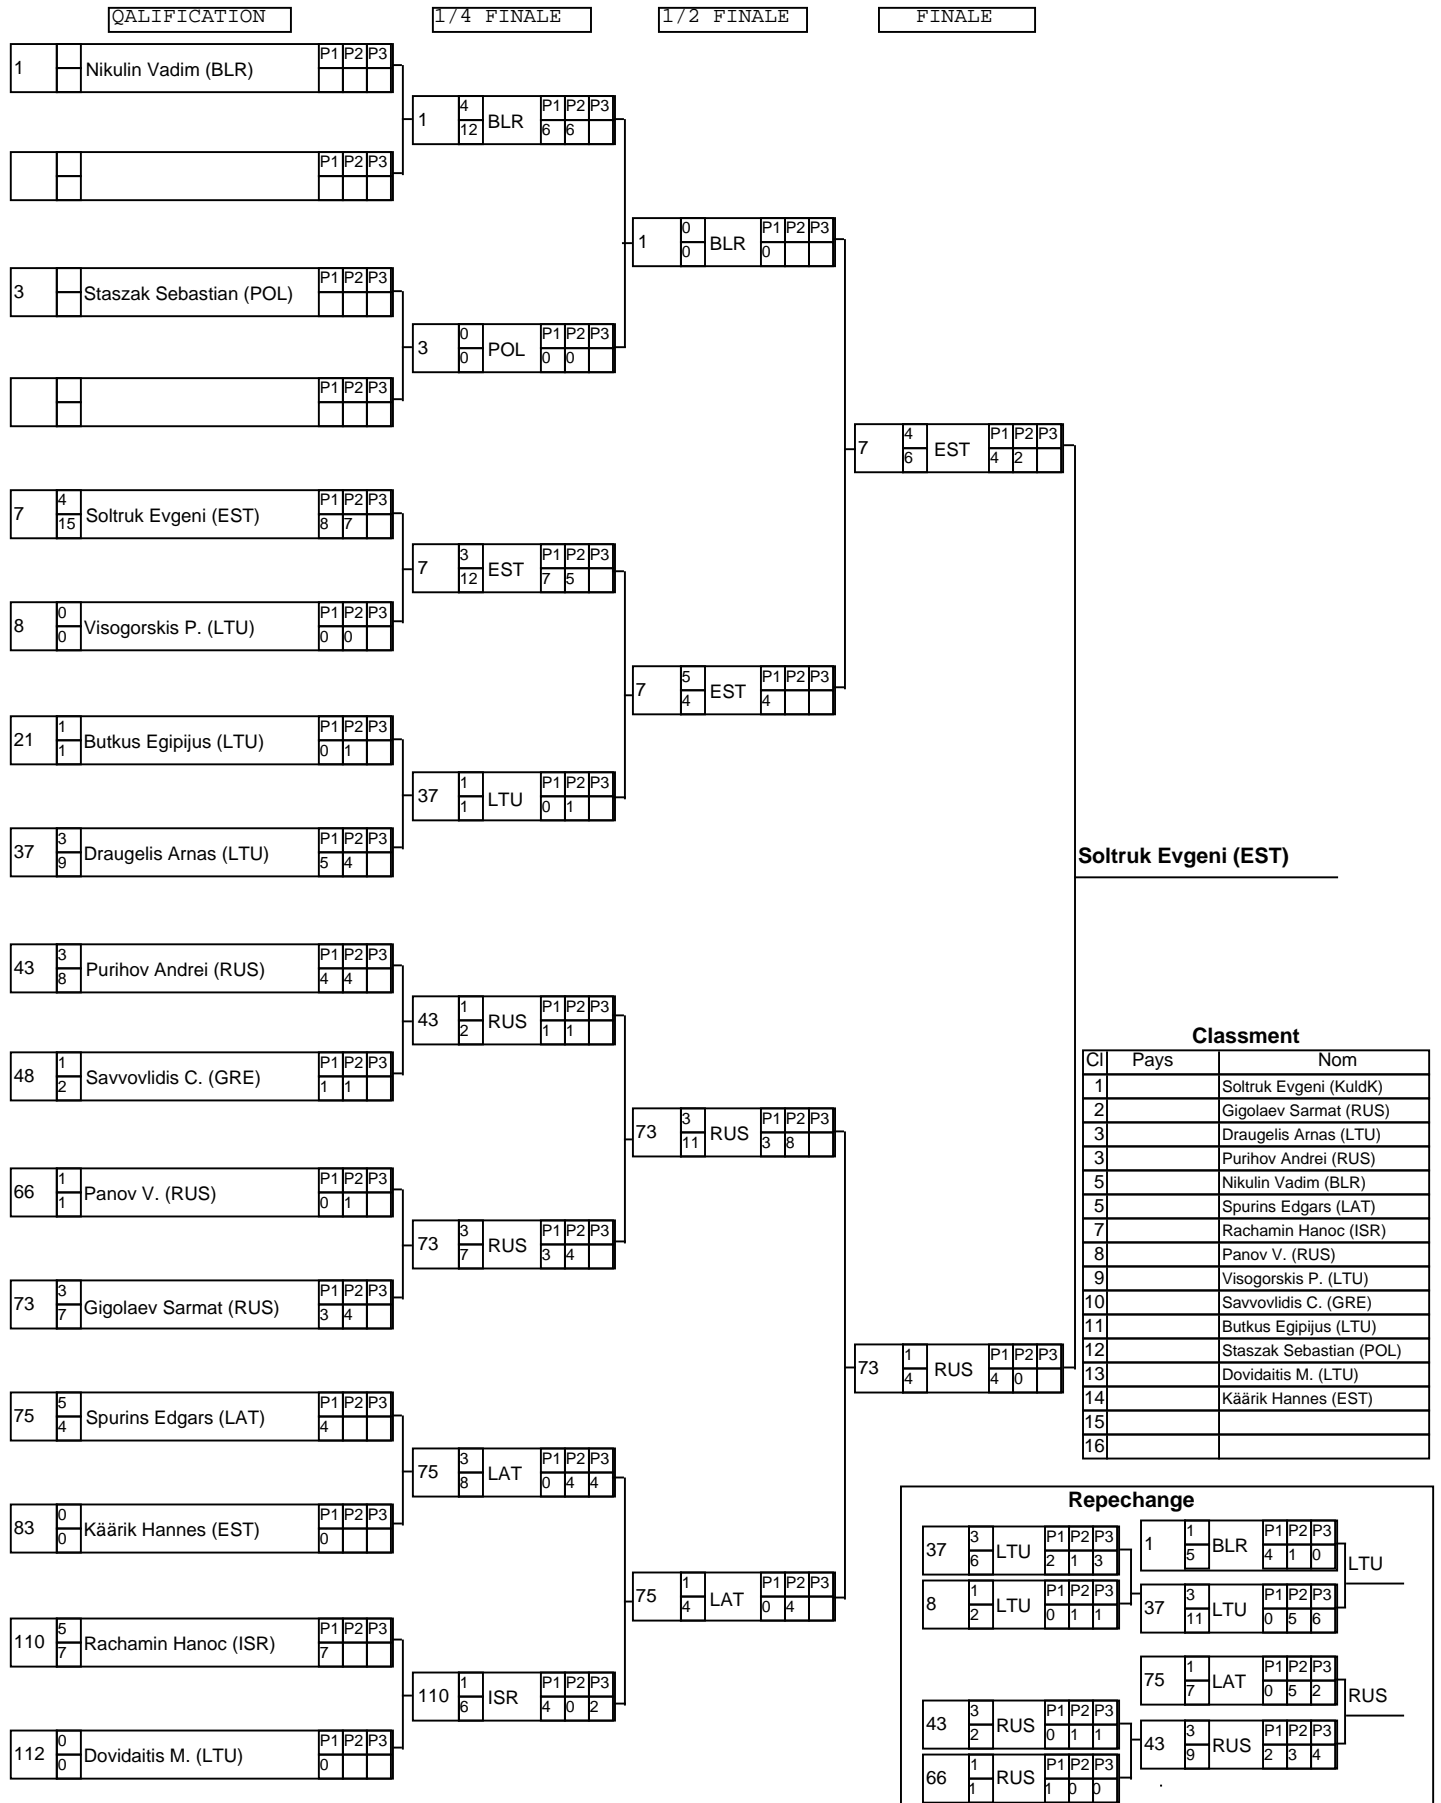 QALIFICATION 1/4 FINALE 1/2 FINALE FINALE
1 Nikulin Vadim (BLR) P1 P2 P3
1 4 12 BLR P1 P2 P3 6 6
P1 P2 P3
1 0 0 BLR P1 P2 P3 0
3 Staszak Sebastian (POL) P1 P2 P3
3 0 0 POL P1 P2 P3 0 0
P1 P2 P3
7 4 6 EST P1 P2 P3 4 2
7 4 15 Soltruk Evgeni (EST) P1 P2 P3 8 7
7 3 12 EST P1 P2 P3 7 5
8 0 0 Visogorskis P. (LTU) P1 P2 P3 0 0
7 5 4 EST P1 P2 P3 4
21 1 1 Butkus Egipijus (LTU) P1 P2 P3 0 1
37 1 1 LTU P1 P2 P3 0 1
37 3 9 Draugelis Arnas (LTU) P1 P2 P3 5 4
Soltruk Evgeni (EST)
43 3 8 Purihov Andrei (RUS) P1 P2 P3 4 4
43 1 2 RUS P1 P2 P3 1 1
48 1 2 Savvovlidis C. (GRE) P1 P2 P3 1 1
73 3 11 RUS P1 P2 P3 3 8
66 1 1 Panov V. (RUS) P1 P2 P3 0 1
73 3 7 RUS P1 P2 P3 3 4
73 3 7 Gigolaev Sarmat (RUS) P1 P2 P3 3 4
73 1 4 RUS P1 P2 P3 4 0
75 5 4 Spurins Edgars (LAT) P1 P2 P3 4
75 3 8 LAT P1 P2 P3 0 4 4
83 0 0 Käärik Hannes (EST) P1 P2 P3 0
75 1 4 LAT P1 P2 P3 0 4
110 5 7 Rachamin Hanoc (ISR) P1 P2 P3 7
110 1 6 ISR P1 P2 P3 4 0 2
112 0 0 Dovidaitis M. (LTU) P1 P2 P3 0
Classment
Cl Pays Nom
1 Soltruk Evgeni (KuldK)
2 Gigolaev Sarmat (RUS)
3 Draugelis Arnas (LTU)
3 Purihov Andrei (RUS)
5 Nikulin Vadim (BLR)
5 Spurins Edgars (LAT)
7 Rachamin Hanoc (ISR)
8 Panov V. (RUS)
9 Visogorskis P. (LTU)
10 Savvovlidis C. (GRE)
11 Butkus Egipijus (LTU)
12 Staszak Sebastian (POL)
13 Dovidaitis M. (LTU)
14 Käärik Hannes (EST)
15
16
Repechange
37 3 6 LTU P1 P2 P3 2 1 3
1 1 5 BLR P1 P2 P3 4 1 0
LTU
8 1 2 LTU P1 P2 P3 0 1 1
37 3 11 LTU P1 P2 P3 0 5 6
75 1 7 LAT P1 P2 P3 0 5 2
RUS
43 3 2 RUS P1 P2 P3 0 1 1
43 3 9 RUS P1 P2 P3 2 3 4
66 1 1 RUS P1 P2 P3 1 0 0
.